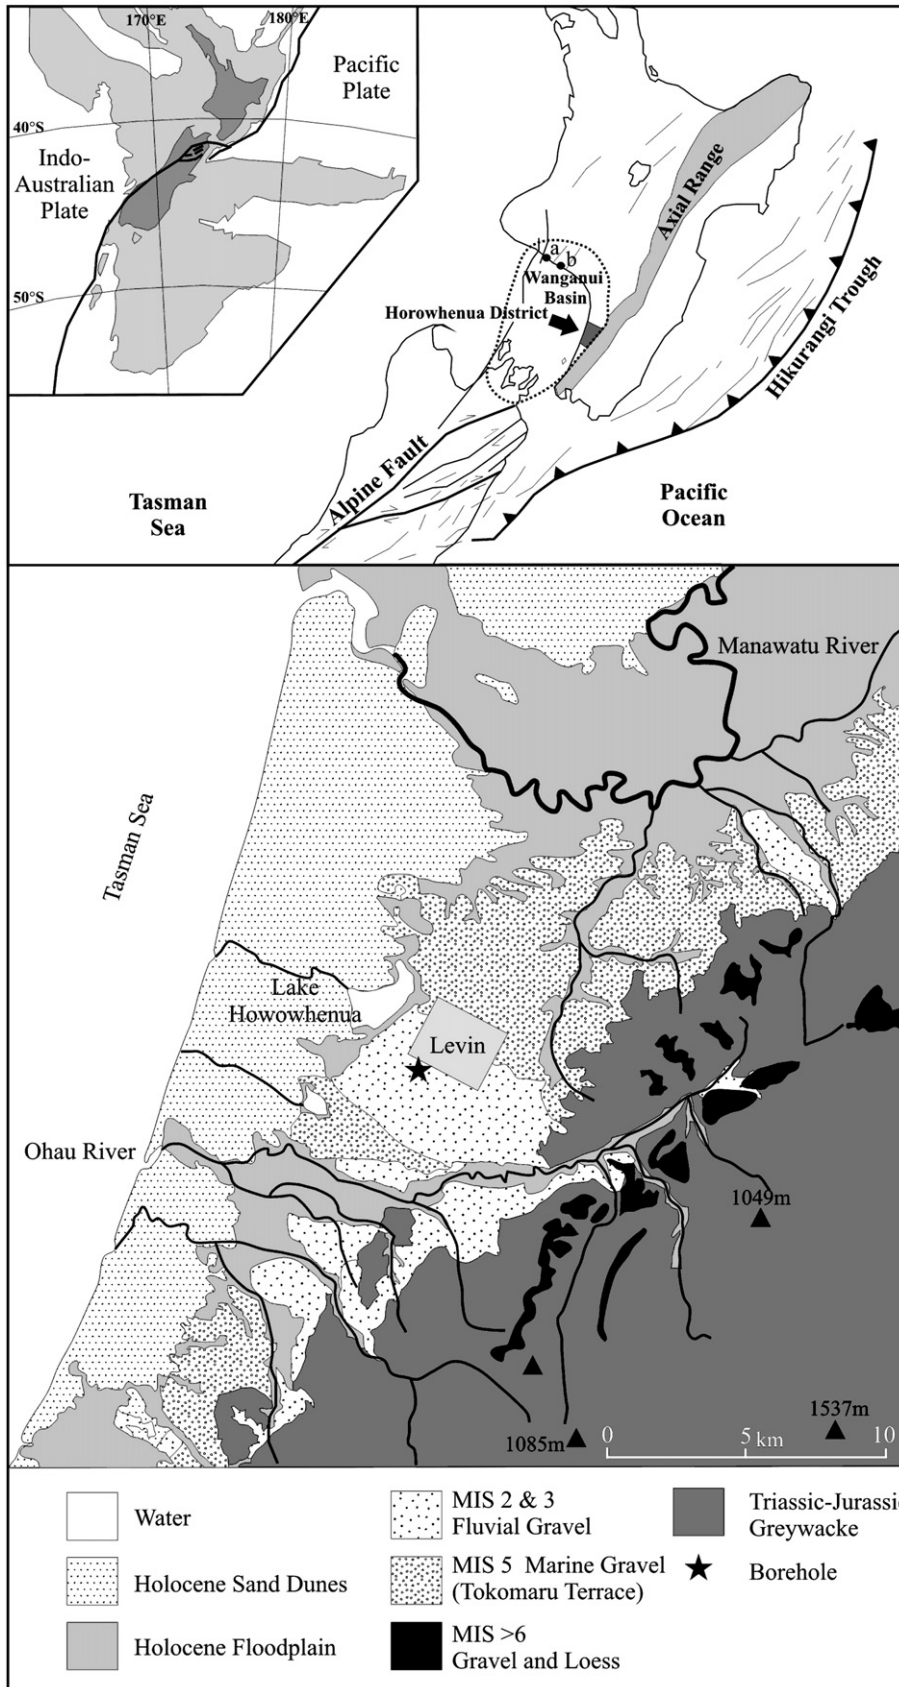 170°E
180°E
Pacific
Plate
40°S
Indo-
Australian
Plate
50°S
Axial Range
a
b
Wanganui
Basin
Horowhenua District
Hikurangi Trough
Alpine Fault
Tasman
Sea
Pacific
Ocean
Manawatu River
Tasman Sea
Lake
Howowhenua
Levin
Ohau River
1049m
1537m
1085m
0
5 km
10
Water
Holocene Sand Dunes
Holocene Floodplain
MIS 2 & 3
Fluvial Gravel
MIS 5 Marine Gravel
(Tokomaru Terrace)
MIS >6
Gravel and Loess
Triassic-Jurassi
Greywacke
Borehole